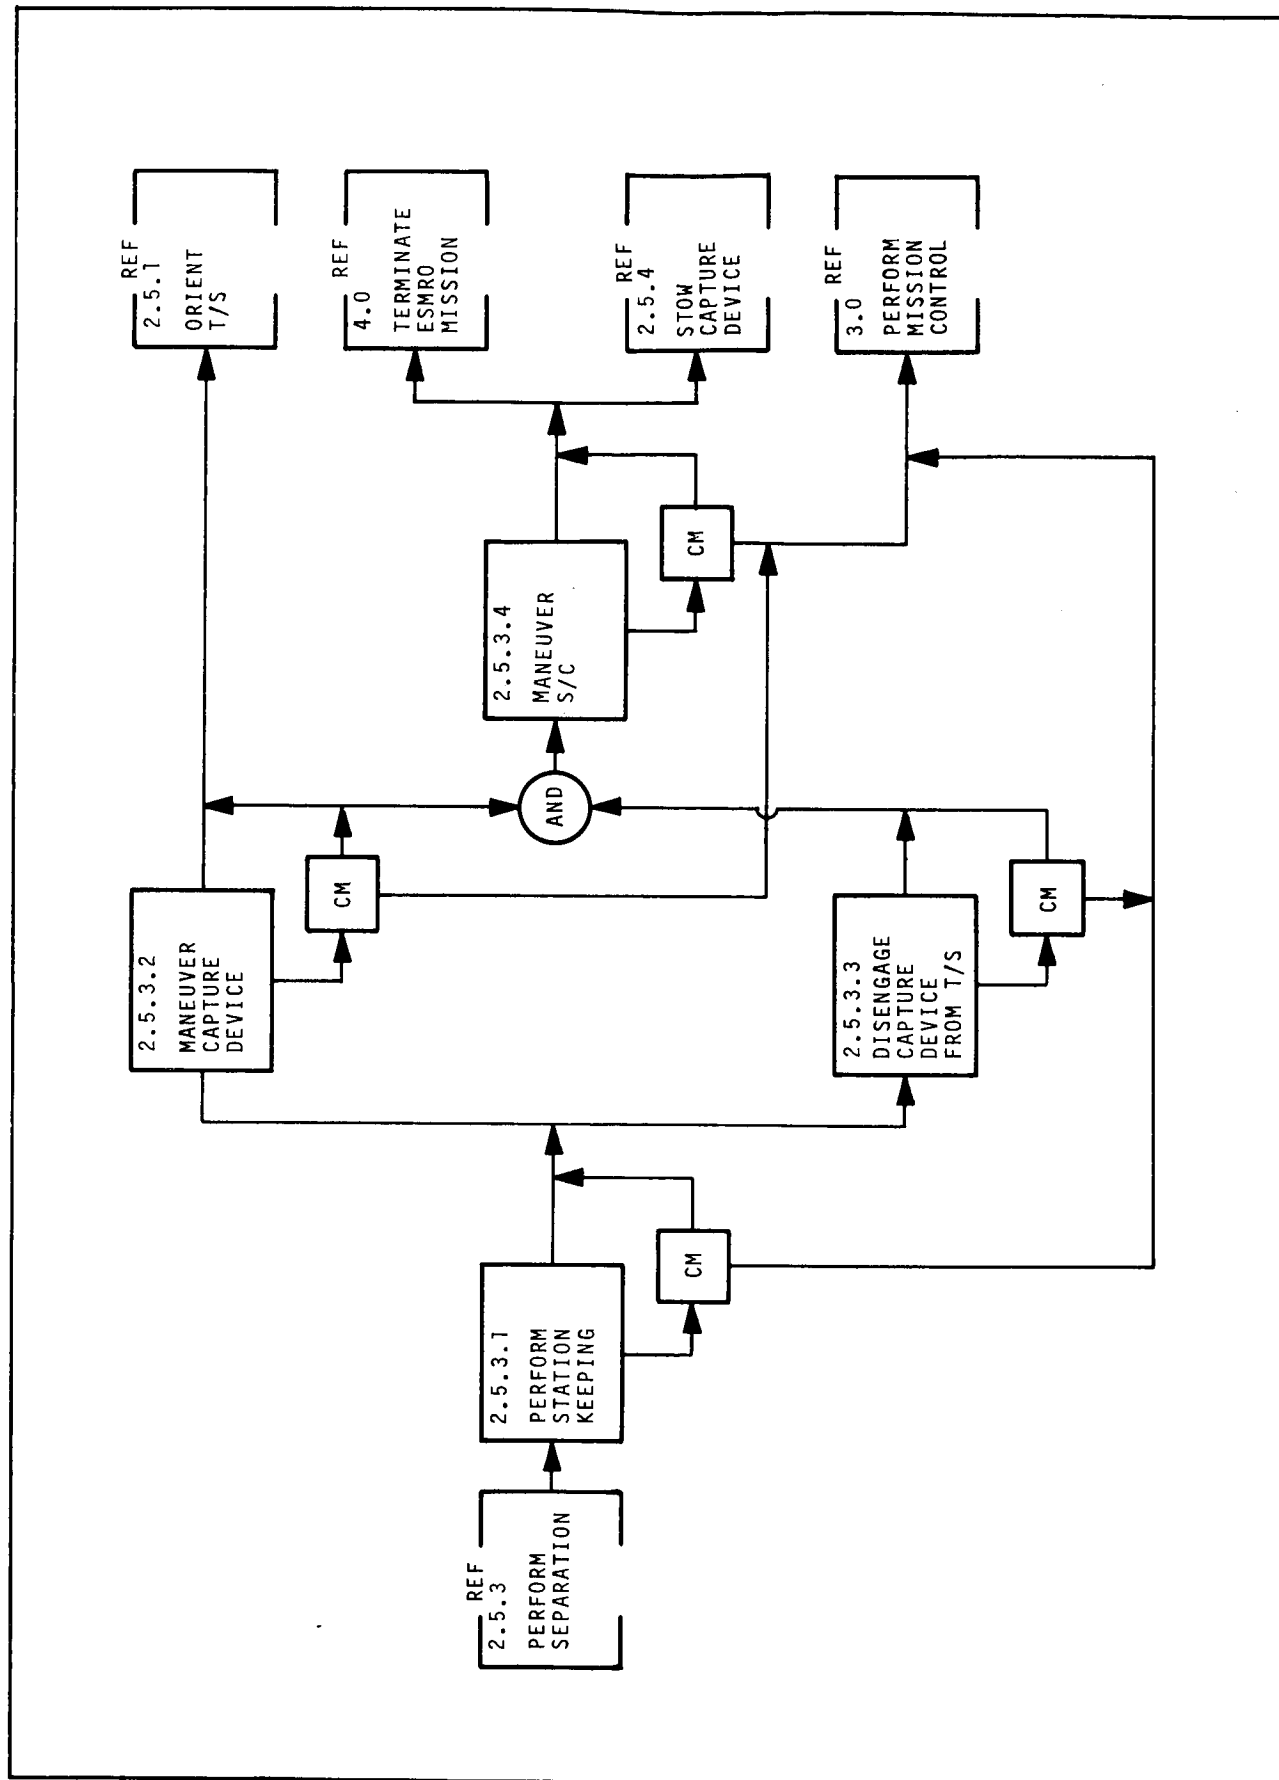 REF
2.5.3
PERFORM
SEPARATION
2.5.3.1
PERFORM
STATION
KEEPING
CM
2.5.3.2
MANEUVER
CAPTURE
DEVICE
CM
2.5.3.3
DISENGAGE
CAPTURE
DEVICE
FROM T/S
CM
AND
2.5.3.4
MANEUVER
S/C
CM
REF
2.5.1
ORIENT
T/S
REF
4.0
TERMINATE
ESMRO
MISSION
REF
2.5.4
STOW
CAPTURE
DEVICE
REF
3.0
PERFORM
MISSION
CONTROL